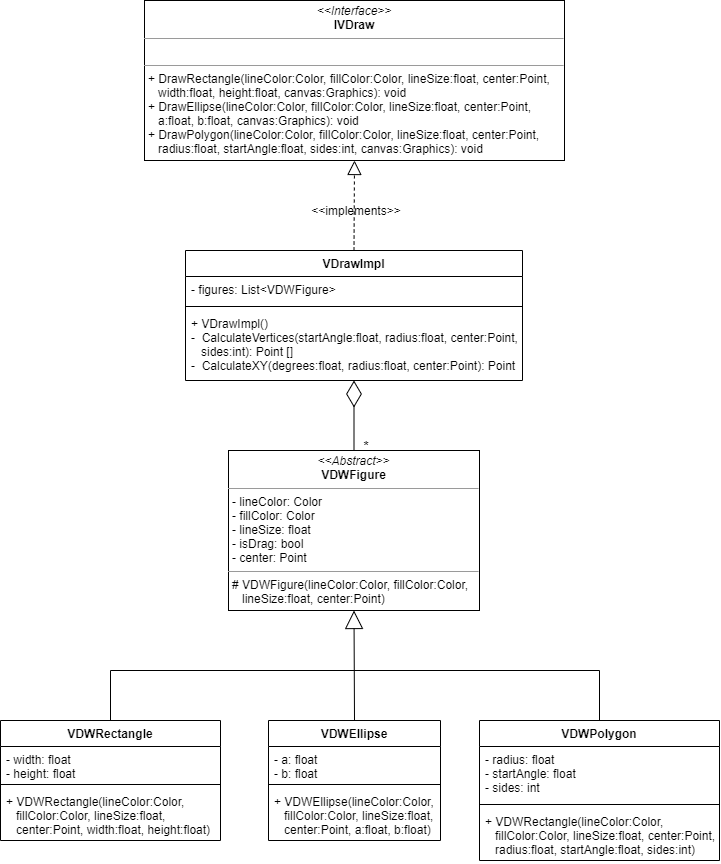 <<Interface>>
IVDraw
+ DrawRectangle(lineColor:Color, fillColor:Color, lineSize:float, center:Point,
width:float, height:float, canvas:Graphics): void
+ DrawEllipse(lineColor:Color, fillColor:Color, lineSize:float, center:Point,
a:float, b:float, canvas:Graphics): void
+ DrawPolygon(lineColor:Color, fillColor:Color, lineSize:float, center:Point,
radius:float, startAngle:float, sides:int, canvas:Graphics): void
<<implements>>
VDrawImpl
- figures: List<VDWFigure>
+ VDrawImpl()
- CalculateVertices(startAngle:float, radius:float, center:Point,
sides:int): Point []
- CalculateXY(degrees:float, radius:float, center:Point): Point
*
<<Abstract>>
VDWFigure
- lineColor: Color
- fillColor: Color
- lineSize: float
- isDrag: bool
- center: Point
# VDWFigure(lineColor:Color, fillColor:Color,
lineSize:float, center:Point)
VDWRectangle
- width: float
- height: float
+ VDWRectangle(lineColor:Color,
fillColor:Color, lineSize:float,
center:Point, width:float, height:float)
VDWEllipse
- a: float
- b: float
+ VDWEllipse(lineColor:Color,
fillColor:Color, lineSize:float,
center:Point, a:float, b:float)
VDWPolygon
- radius: float
- startAngle: float
- sides: int
+ VDWRectangle(lineColor:Color,
fillColor:Color, lineSize:float, center:Point,
radius:float, startAngle:float, sides:int)